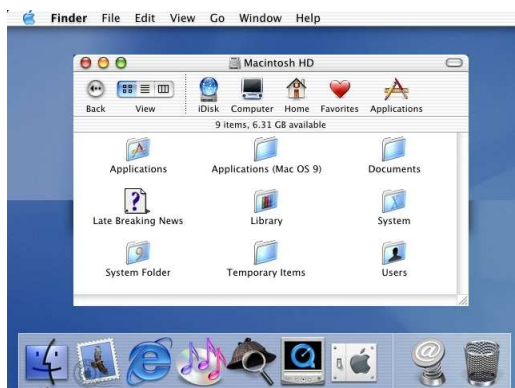 Finder File Edit View Go Window Help
Macintosh HD
Back View iDisk Computer Home Favorites Applications
9 items, 6.31 GB available
Applications Applications (Mac OS 9) Documents
Late Breaking News Library System
System Folder Temporary Items Users